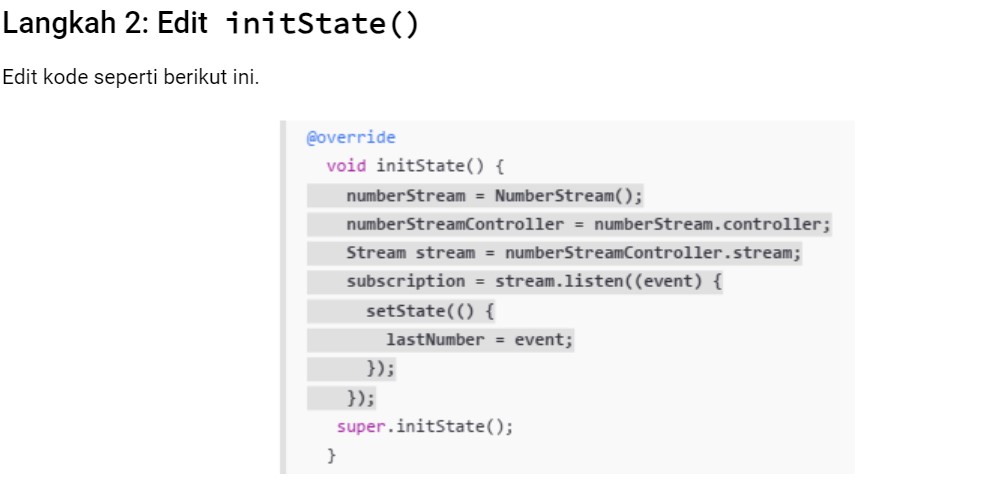 Langkah 2: Edit initState()
Edit kode seperti berikut ini.
@override
void initState() {
numberStream = NumberStream();
numberStreamController = numberStream.controller;
Stream stream = numberStreamController.stream;
subscription = stream.listen((event) {
setState(() {
lastNumber = event;
});
});
super.initState();
}